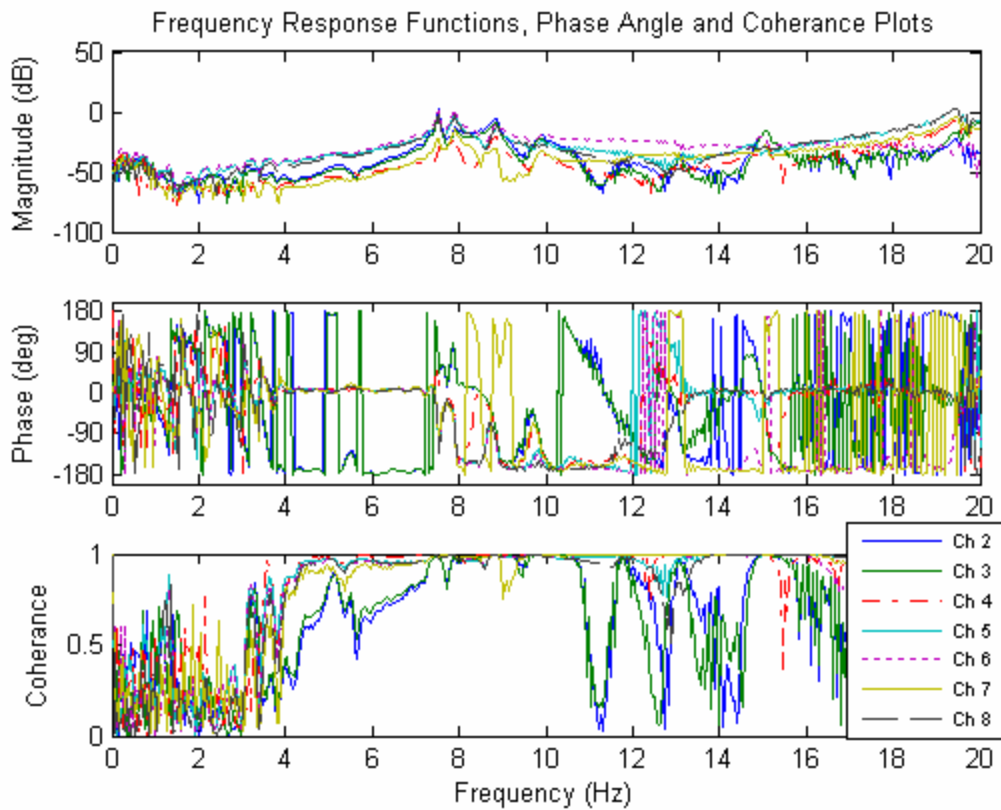 Frequency Response Functions, Phase Angle and Coherance Plots
Magnitude (dB)
50
0
-50
-100
0 2 4 6 8 10 12 14 16 18 20
Phase (deg)
180
90
0
-90
-180
0 2 4 6 8 10 12 14 16 18 20
Coherance
1
0.5
0
0 2 4 6 8 10 12 14 16 18 20
Frequency (Hz)
Ch 2
Ch 3
Ch 4
Ch 5
Ch 6
Ch 7
Ch 8